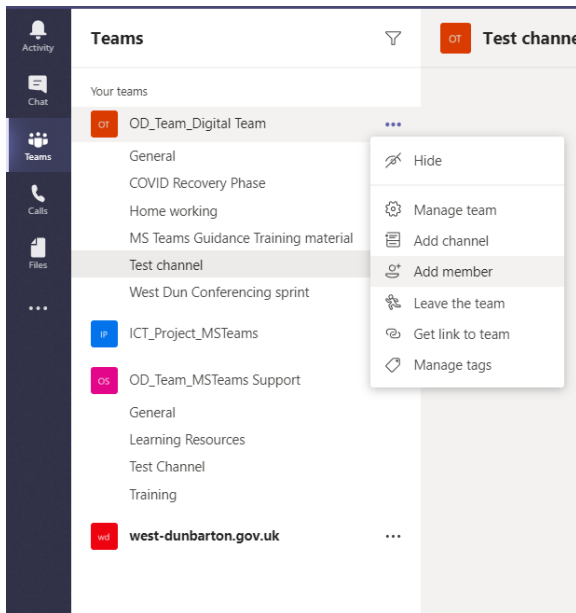 Activity
Chat
Teams
Calls
Files
Teams
Your teams
OT OD_Team_Digital Team
General
COVID Recovery Phase
Home working
MS Teams Guidance Training material
Test channel
West Dun Conferencing sprint
IP ICT_Project_MSTeams
OS OD_Team_MSTeams Support
General
Learning Resources
Test Channel
Training
wd west-dunbarton.gov.uk
OT Test channe
Hide
Manage team
Add channel
Add member
Leave the team
Get link to team
Manage tags